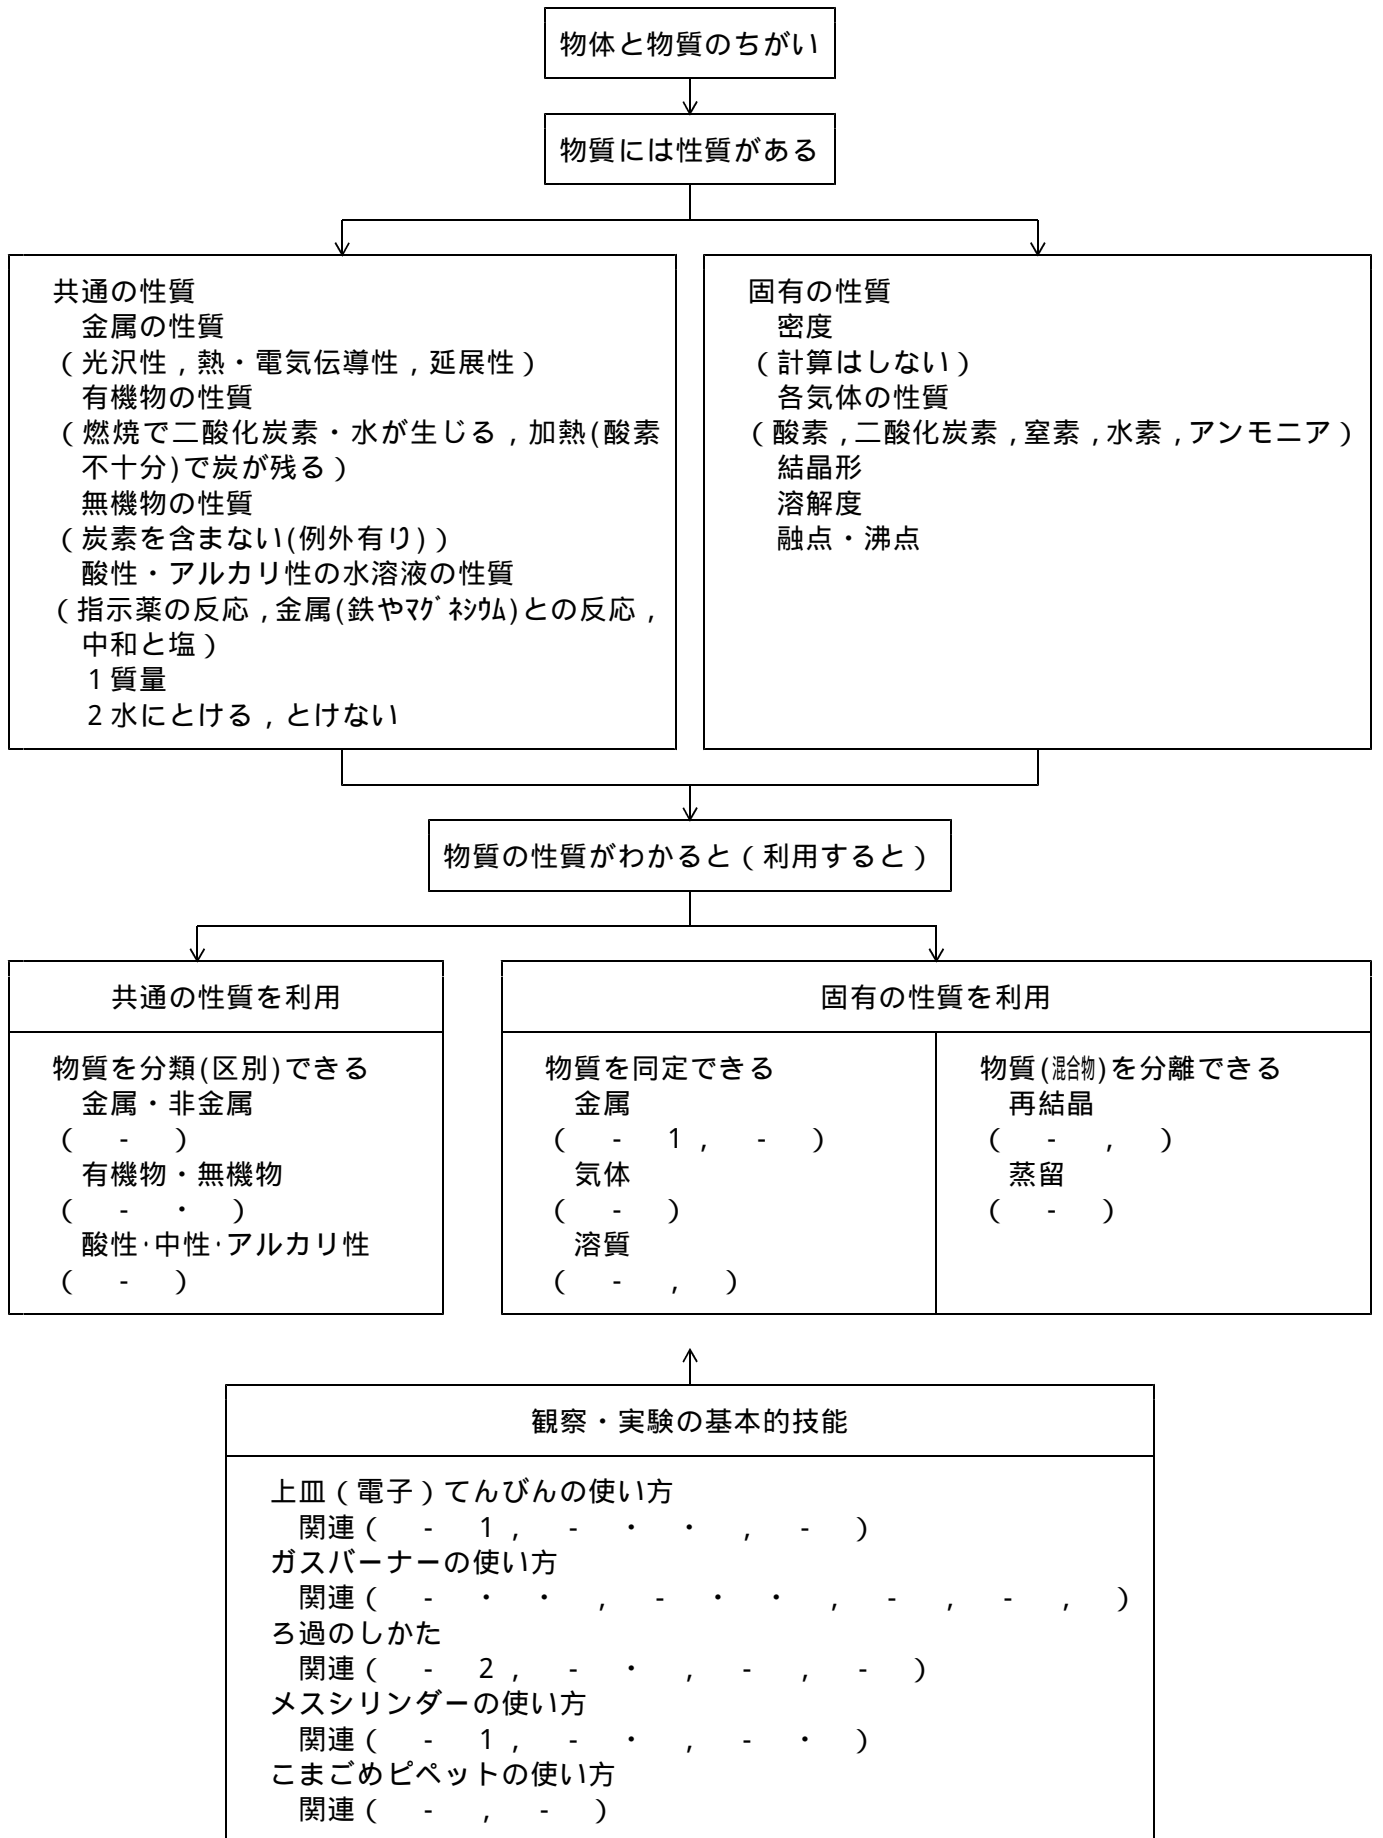 物体と物質のちがい
物質には性質がある
共通の性質
金属の性質
(光沢性,熱・電気伝導性,延展性)
有機物の性質
(燃焼で二酸化炭素・水が生じる,加熱(酸素
不十分)で炭が残る)
無機物の性質
(炭素を含まない(例外有り))
酸性・アルカリ性の水溶液の性質
(指示薬の反応,金属(鉄やマグネシウム)との反応,
中和と塩)
1質量
2水にとける,とけない
固有の性質
密度
(計算はしない)
各気体の性質
(酸素,二酸化炭素,窒素,水素,アンモニア)
結晶形
溶解度
融点・沸点
物質の性質がわかると(利用すると)
共通の性質を利用
物質を分類(区別)できる
金属・非金属
( - )
有機物・無機物
( - ・ )
酸性・中性・アルカリ性
( - )
固有の性質を利用
物質を同定できる
金属
( - 1 , - )
気体
( - )
溶質
( - , )
物質(混合物)を分離できる
再結晶
( - , )
蒸留
( - )
観察・実験の基本的技能
上皿(電子)てんびんの使い方
関連( - 1 , - ・ ・ , - )
ガスバーナーの使い方
関連( - ・ ・ , - ・ ・ , - , - , )
ろ過のしかた
関連( - 2 , - ・ , - , - )
メスシリンダーの使い方
関連( - 1 , - ・ , - ・ )
こまごめピペットの使い方
関連( - , - )